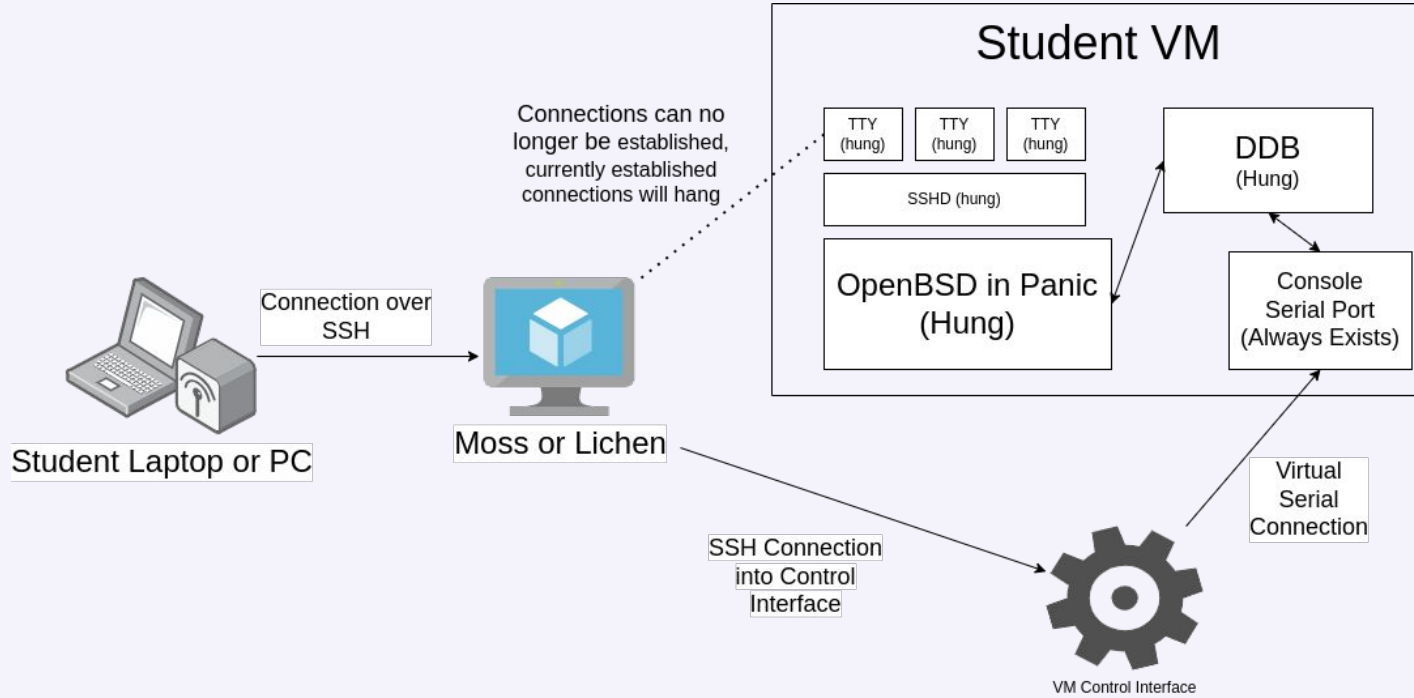 Student VM
Connections can no
longer be established,
currently established
connections will hang
TTY
(hung)
TTY
(hung)
TTY
(hung)
SSHD (hung)
OpenBSD in Panic
(Hung)
DDB
(Hung)
Console
Serial Port
(Always Exists)
Connection over
SSH
Student Laptop or PC
Moss or Lichen
SSH Connection
into Control
Interface
Virtual
Serial
Connection
VM Control Interface